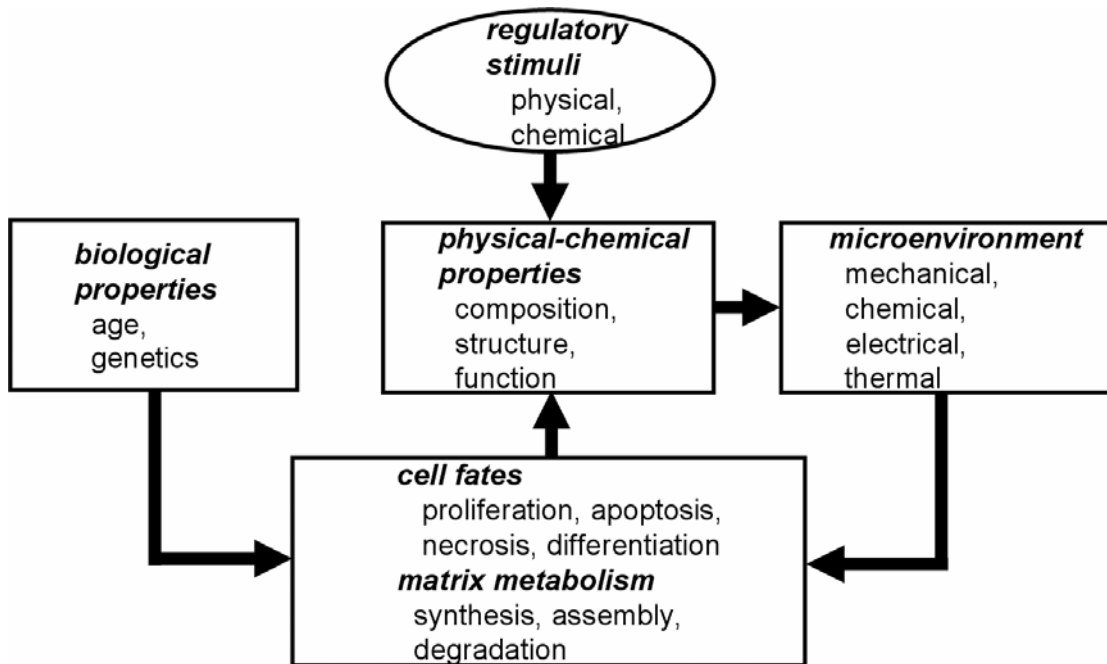 regulatory
stimuli
physical,
chemical
biological
properties
age,
genetics
physical-chemical
properties
composition,
structure,
function
microenvironment
mechanical,
chemical,
electrical,
thermal
cell fates
proliferation, apoptosis,
necrosis, differentiation
matrix metabolism
synthesis, assembly,
degradation